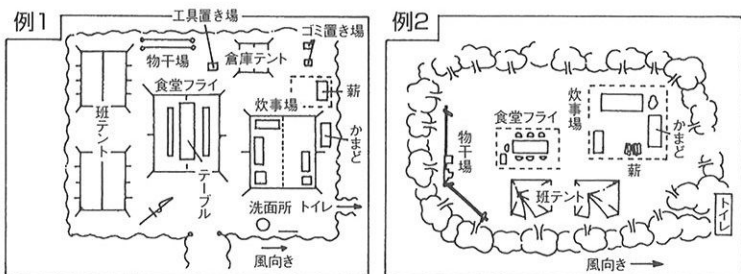 例1
工具置き場
ゴミ置き場
物干場
倉庫テント
食堂フライ
薪
炊事場
班テント
かまど
テーブル
洗面所
トイレ
風向き
例2
炊事場
食堂フライ
かまど
物干場
薪
班テント
トイレ
風向き